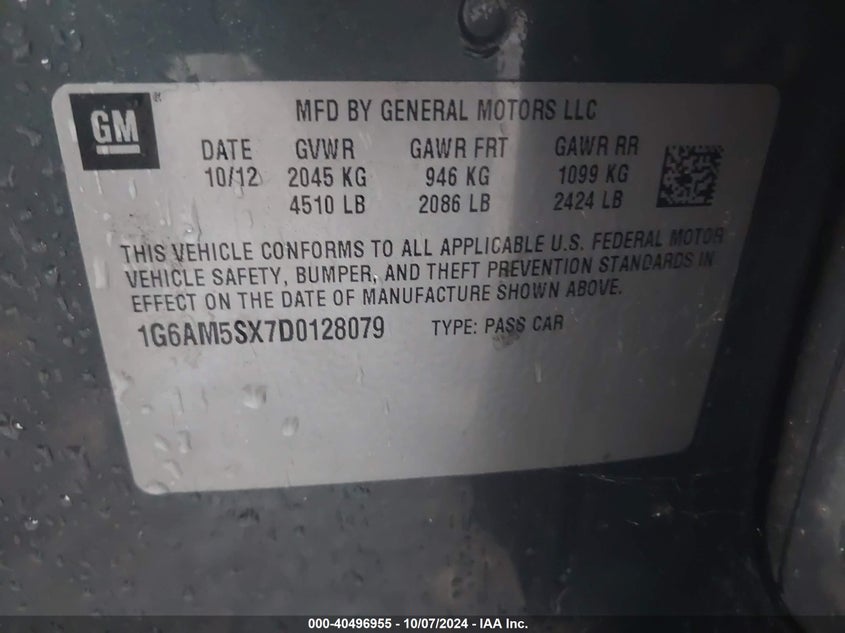 GM ®
MFD BY GENERAL MOTORS LLC
DATE GVWR GAWR FRT GAWR RR
10/12 2045 KG 946 KG 1099 KG
4510 LB 2086 LB 2424 LB
THIS VEHICLE CONFORMS TO ALL APPLICABLE U.S. FEDERAL MOTOR
VEHICLE SAFETY, BUMPER, AND THEFT PREVENTION STANDARDS IN
EFFECT ON THE DATE OF MANUFACTURE SHOWN ABOVE.
1G6AM5SX7D0128079 TYPE: PASS CAR
000-40496955 - 10/07/2024 - IAA Inc.